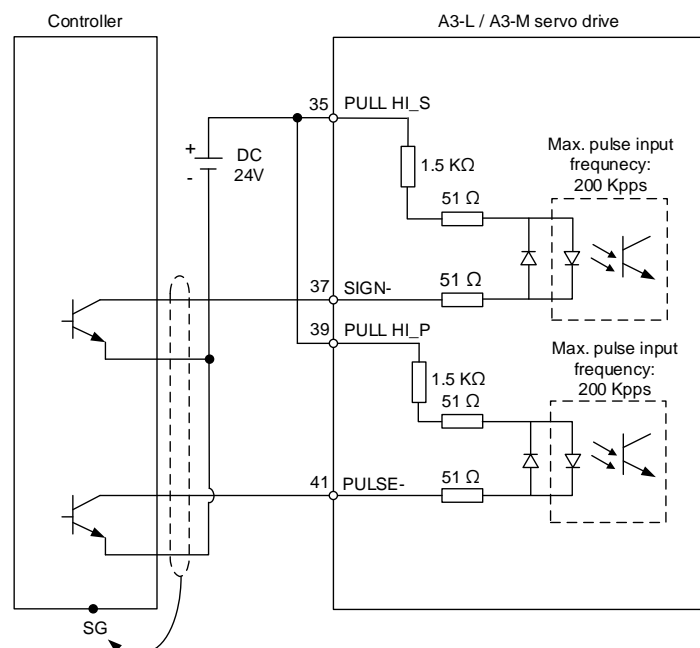 Controller
A3-L / A3-M servo drive
35
PULL HI_S
+
-
DC
24V
1.5 KΩ
51 Ω
Max. pulse input
frequnecy:
200 Kpps
37
SIGN-
51 Ω
39
PULL HI_P
1.5 KΩ
51 Ω
Max. pulse input
frequency:
200 Kpps
41
PULSE-
51 Ω
SG